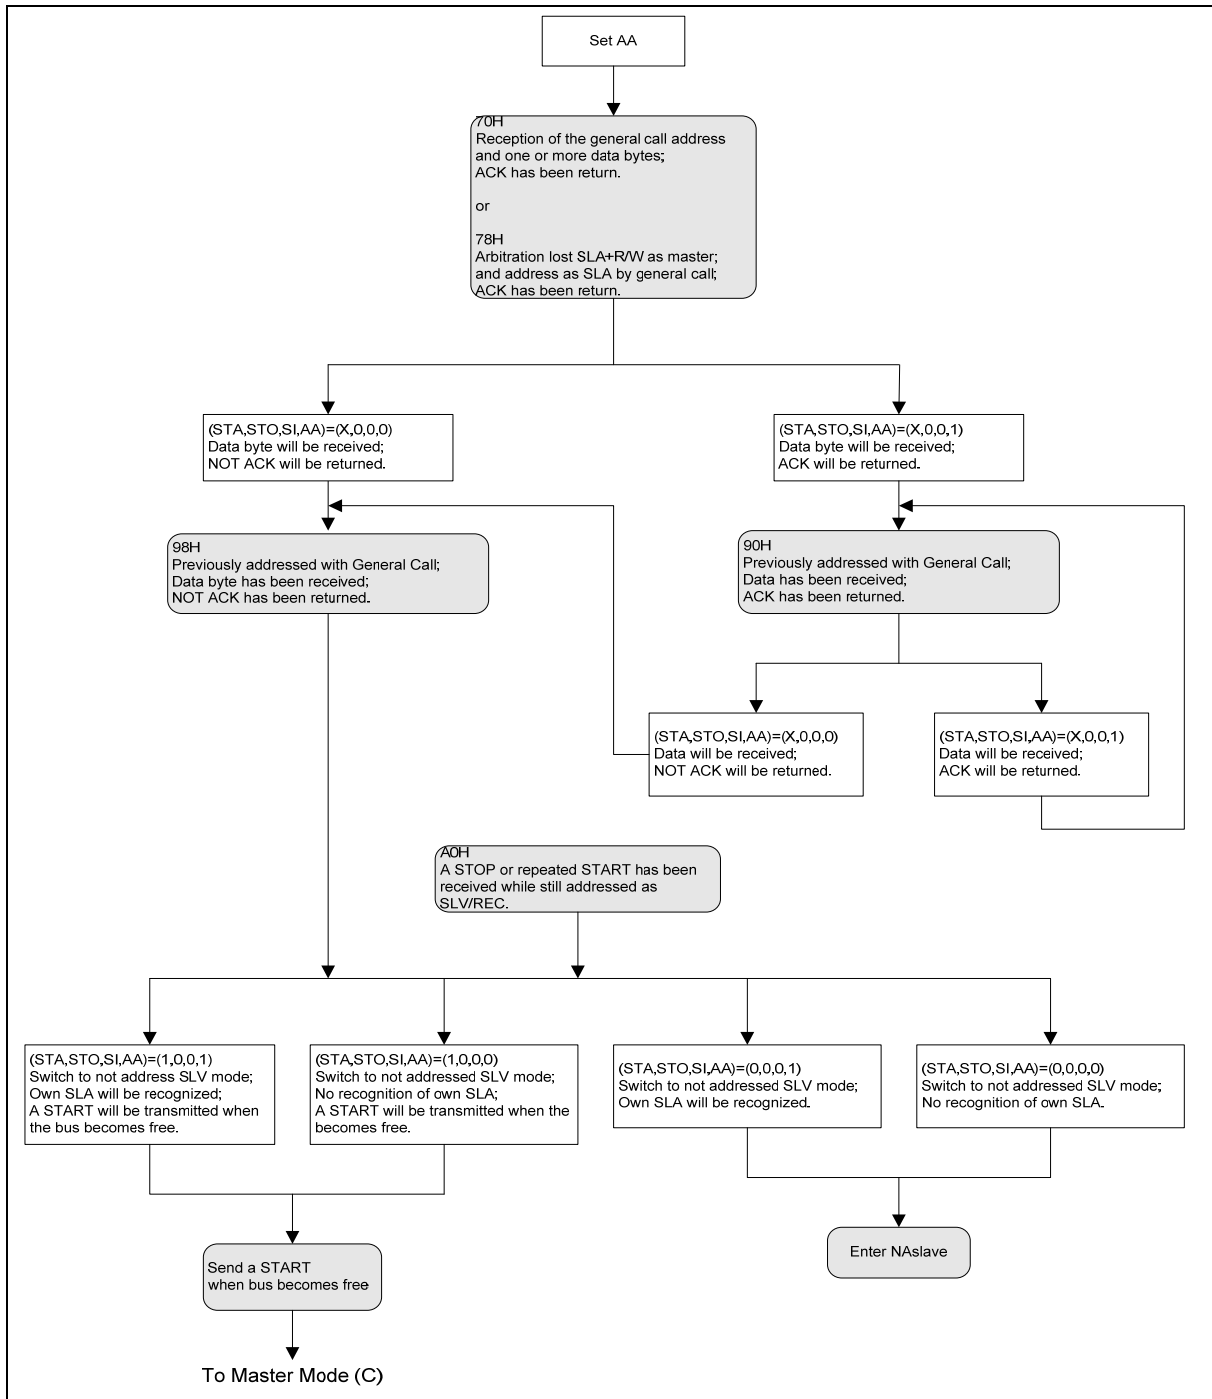 Set AA
70H
Reception of the general call address
and one or more data bytes;
ACK has been return.
or
78H
Arbitration lost SLA+R/W as master;
and address as SLA by general call;
ACK has been return.
(STA,STO,SI,AA)=(X,0,0,0)
Data byte will be received;
NOT ACK will be returned.
(STA,STO,SI,AA)=(X,0,0,1)
Data byte will be received;
ACK will be returned.
98H
Previously addressed with General Call;
Data byte has been received;
NOT ACK has been returned.
90H
Previously addressed with General Call;
Data has been received;
ACK has been returned.
(STA,STO,SI,AA)=(X,0,0,0)
Data will be received;
NOT ACK will be returned.
(STA,STO,SI,AA)=(X,0,0,1)
Data will be received;
ACK will be returned.
A0H
A STOP or repeated START has been
received while still addressed as
SLV/REC.
(STA,STO,SI,AA)=(1,0,0,1)
Switch to not address SLV mode;
Own SLA will be recognized;
A START will be transmitted when
the bus becomes free.
(STA,STO,SI,AA)=(1,0,0,0)
Switch to not addressed SLV mode;
No recognition of own SLA;
A START will be transmitted when the
becomes free.
(STA,STO,SI,AA)=(0,0,0,1)
Switch to not addressed SLV mode;
Own SLA will be recognized.
(STA,STO,SI,AA)=(0,0,0,0)
Switch to not addressed SLV mode;
No recognition of own SLA.
Send a START
when bus becomes free
Enter NAslave
To Master Mode (C)